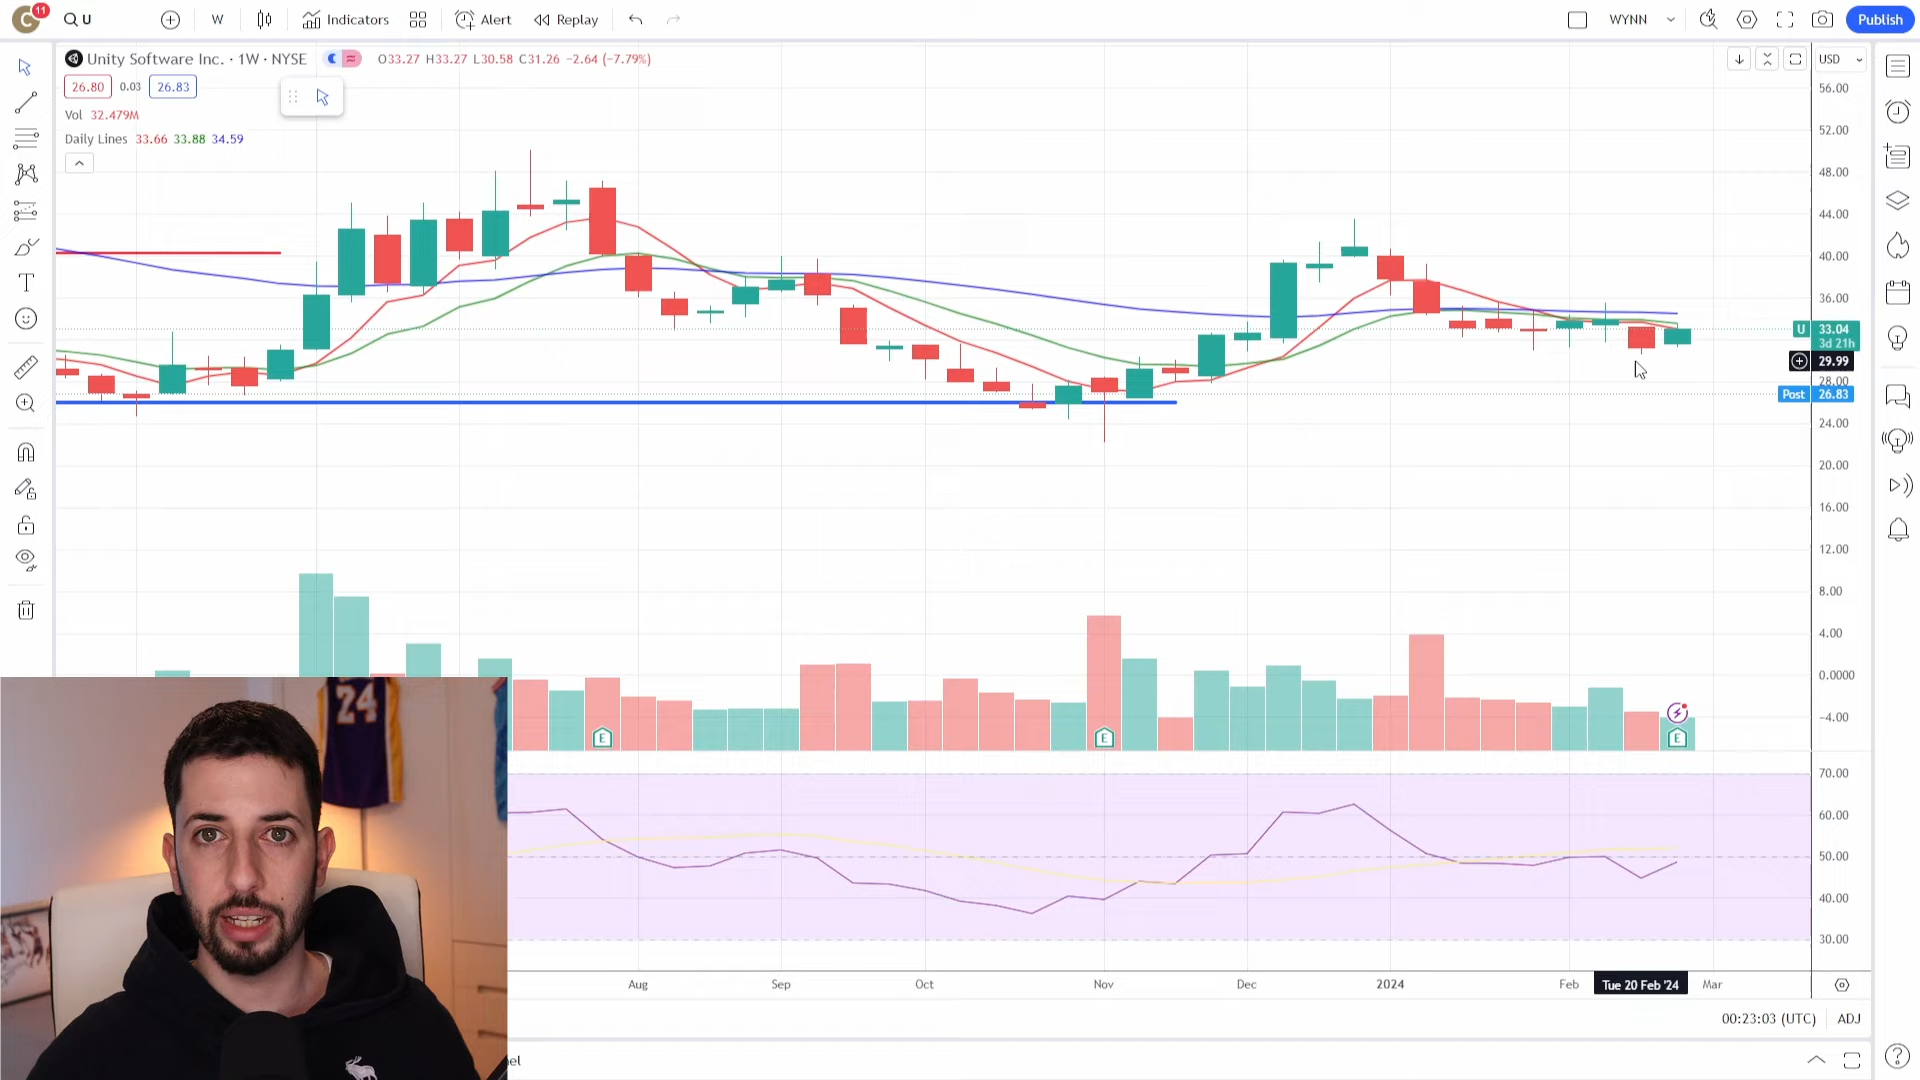 C 11 U W Indicators Alert Replay WYNN Publish
Unity Software Inc. · 1W · NYSE O33.27 H33.27 L30.58 C31.26 −2.64 (−7.79%) USD
26.80 0.03 26.83
Vol 32.479M
Daily Lines 33.66 33.88 34.59
56.00
52.00
48.00
44.00
40.00
36.00
U 33.04
3d 21h
29.99
28.00
Post 26.83
24.00
20.00
16.00
12.00
8.00
4.00
0.0000
−4.00
E E E
24
70.00
60.00
50.00
40.00
30.00
Aug Sep Oct Nov Dec 2024 Feb Tue 20 Feb '24 Mar
00:23:03 (UTC) ADJ
nel